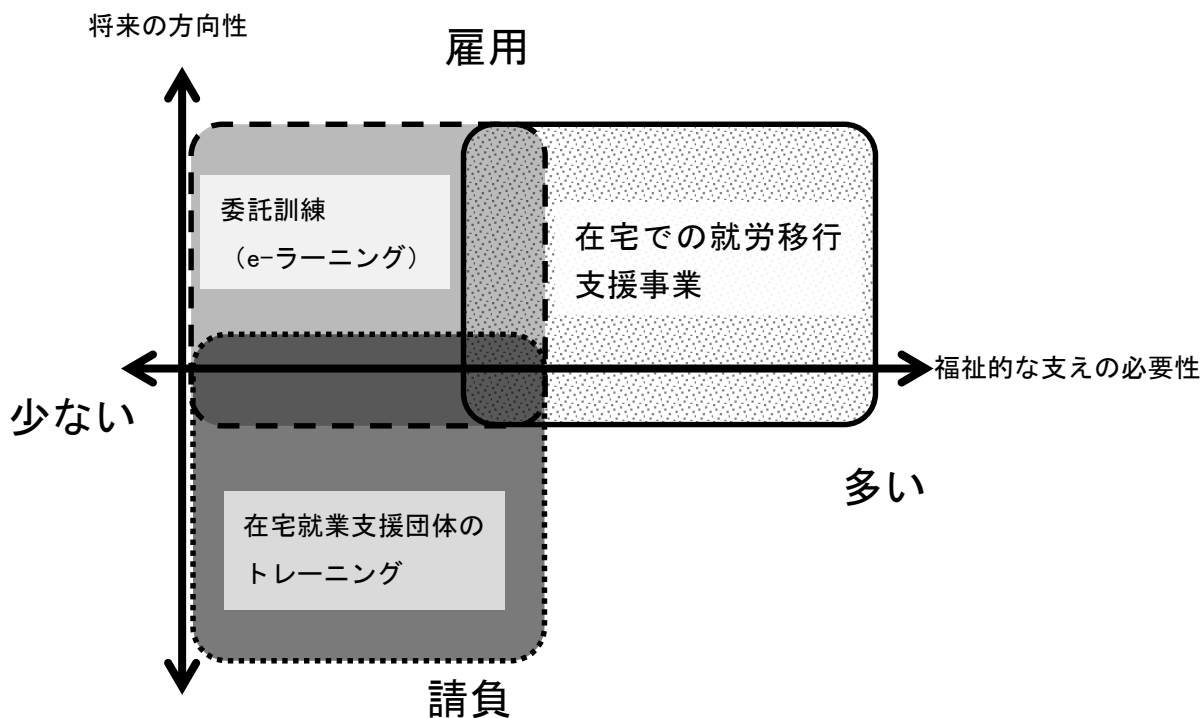 将来の方向性
雇用
委託訓練
（e-ラーニング）
在宅での就労移行
支援事業
福祉的な支えの必要性
少ない
多い
在宅就業支援団体の
トレーニング
請負